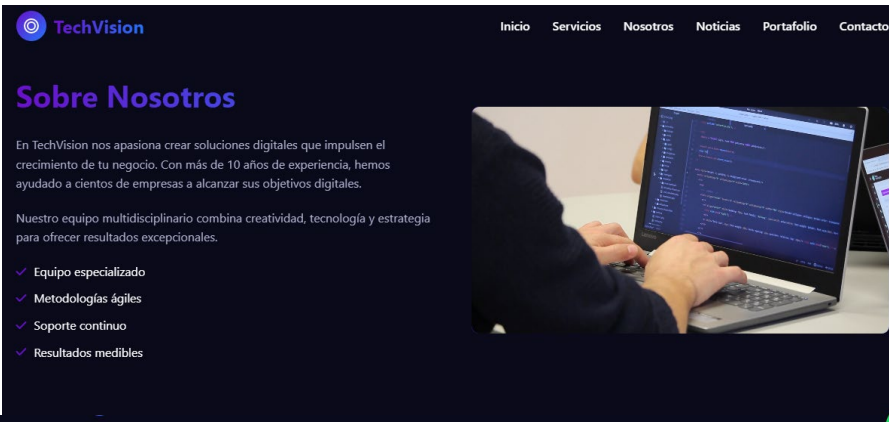 TechVision
Inicio Servicios Nosotros Noticias Portafolio Contacto
Sobre Nosotros
En TechVision nos apasiona crear soluciones digitales que impulsen el
crecimiento de tu negocio. Con más de 10 años de experiencia, hemos
ayudado a cientos de empresas a alcanzar sus objetivos digitales.
Nuestro equipo multidisciplinario combina creatividad, tecnología y estrategia
para ofrecer resultados excepcionales.
Equipo especializado
Metodologías ágiles
Soporte continuo
Resultados medibles